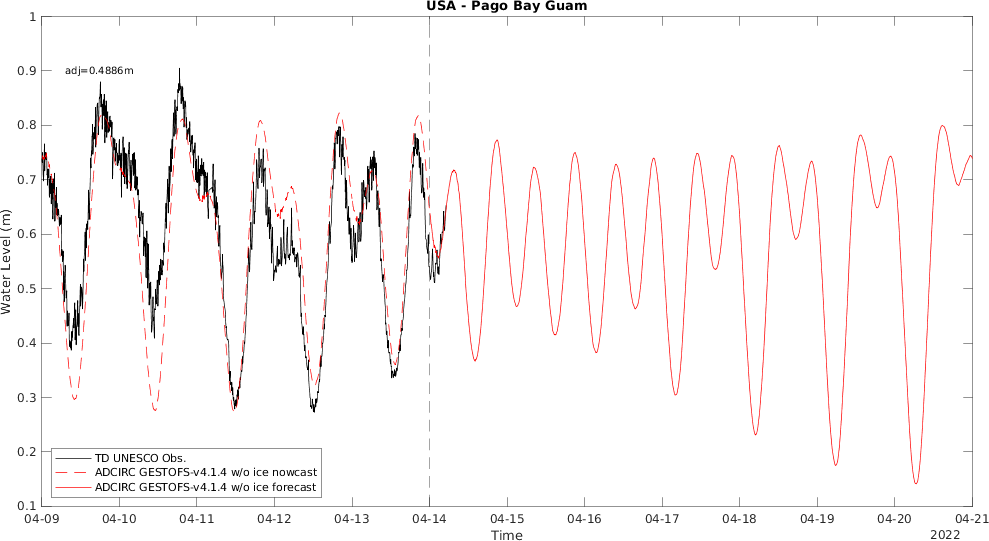 USA - Pago Bay Guam
1
0.9
0.8
0.7
0.6
0.5
0.4
0.3
0.2
0.1
Water Level (m)
adj=0.4886m
TD UNESCO Obs.
ADCIRC GESTOFS-v4.1.4 w/o ice nowcast
ADCIRC GESTOFS-v4.1.4 w/o ice forecast
04-09 04-10 04-11 04-12 04-13 04-14 04-15 04-16 04-17 04-18 04-19 04-20 04-21
Time
2022